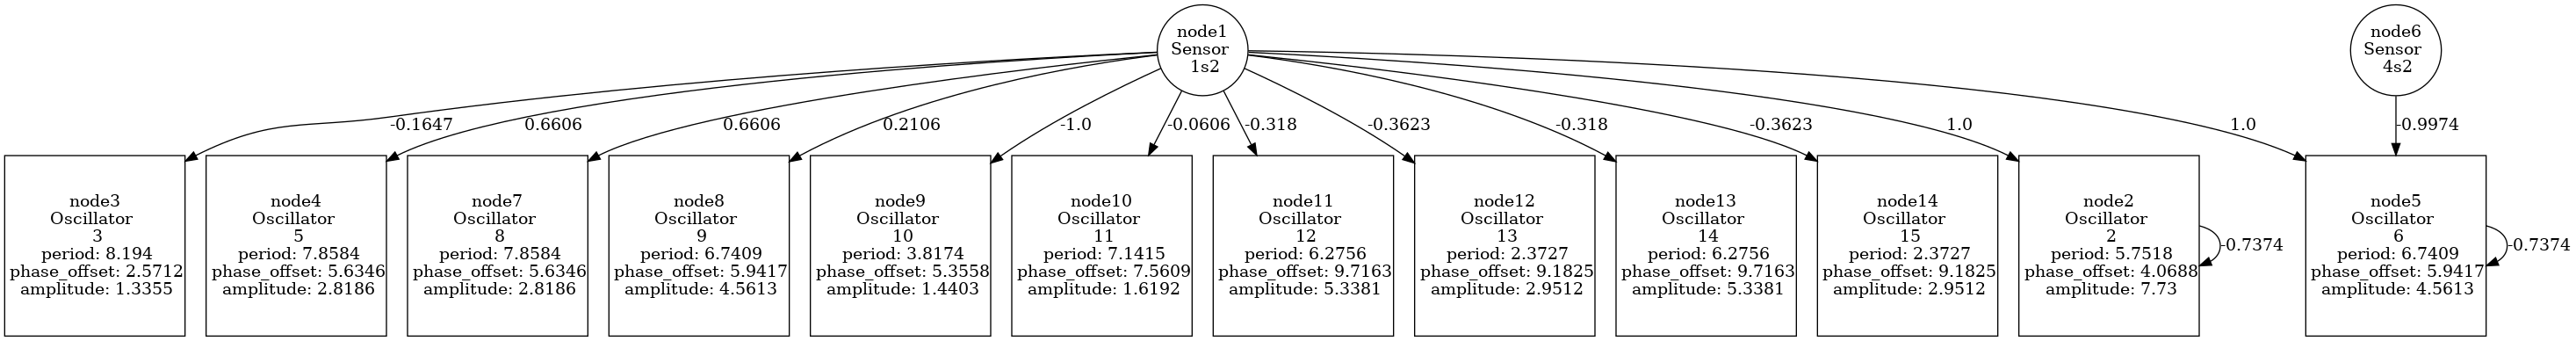 node1
Sensor
1s2
node6
Sensor
4s2
-0.1647
0.6606
0.6606
0.2106
-1.0
-0.0606
-0.318
-0.3623
-0.318
-0.3623
1.0
1.0
-0.9974
node3
Oscillator
3
period: 8.194
phase_offset: 2.5712
amplitude: 1.3355
node4
Oscillator
5
period: 7.8584
phase_offset: 5.6346
amplitude: 2.8186
node7
Oscillator
8
period: 7.8584
phase_offset: 5.6346
amplitude: 2.8186
node8
Oscillator
9
period: 6.7409
phase_offset: 5.9417
amplitude: 4.5613
node9
Oscillator
10
period: 3.8174
phase_offset: 5.3558
amplitude: 1.4403
node10
Oscillator
11
period: 7.1415
phase_offset: 7.5609
amplitude: 1.6192
node11
Oscillator
12
period: 6.2756
phase_offset: 9.7163
amplitude: 5.3381
node12
Oscillator
13
period: 2.3727
phase_offset: 9.1825
amplitude: 2.9512
node13
Oscillator
14
period: 6.2756
phase_offset: 9.7163
amplitude: 5.3381
node14
Oscillator
15
period: 2.3727
phase_offset: 9.1825
amplitude: 2.9512
node2
Oscillator
2
period: 5.7518
phase_offset: 4.0688
amplitude: 7.73
-0.7374
node5
Oscillator
6
period: 6.7409
phase_offset: 5.9417
amplitude: 4.5613
-0.7374